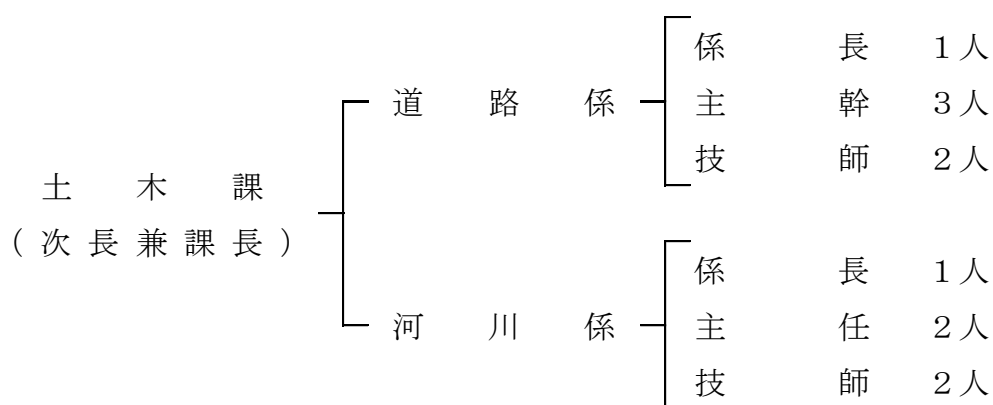 土木課
(次長兼課長)
道路係
係長 1人
主幹 3人
技師 2人
河川係
係長 1人
主任 2人
技師 2人